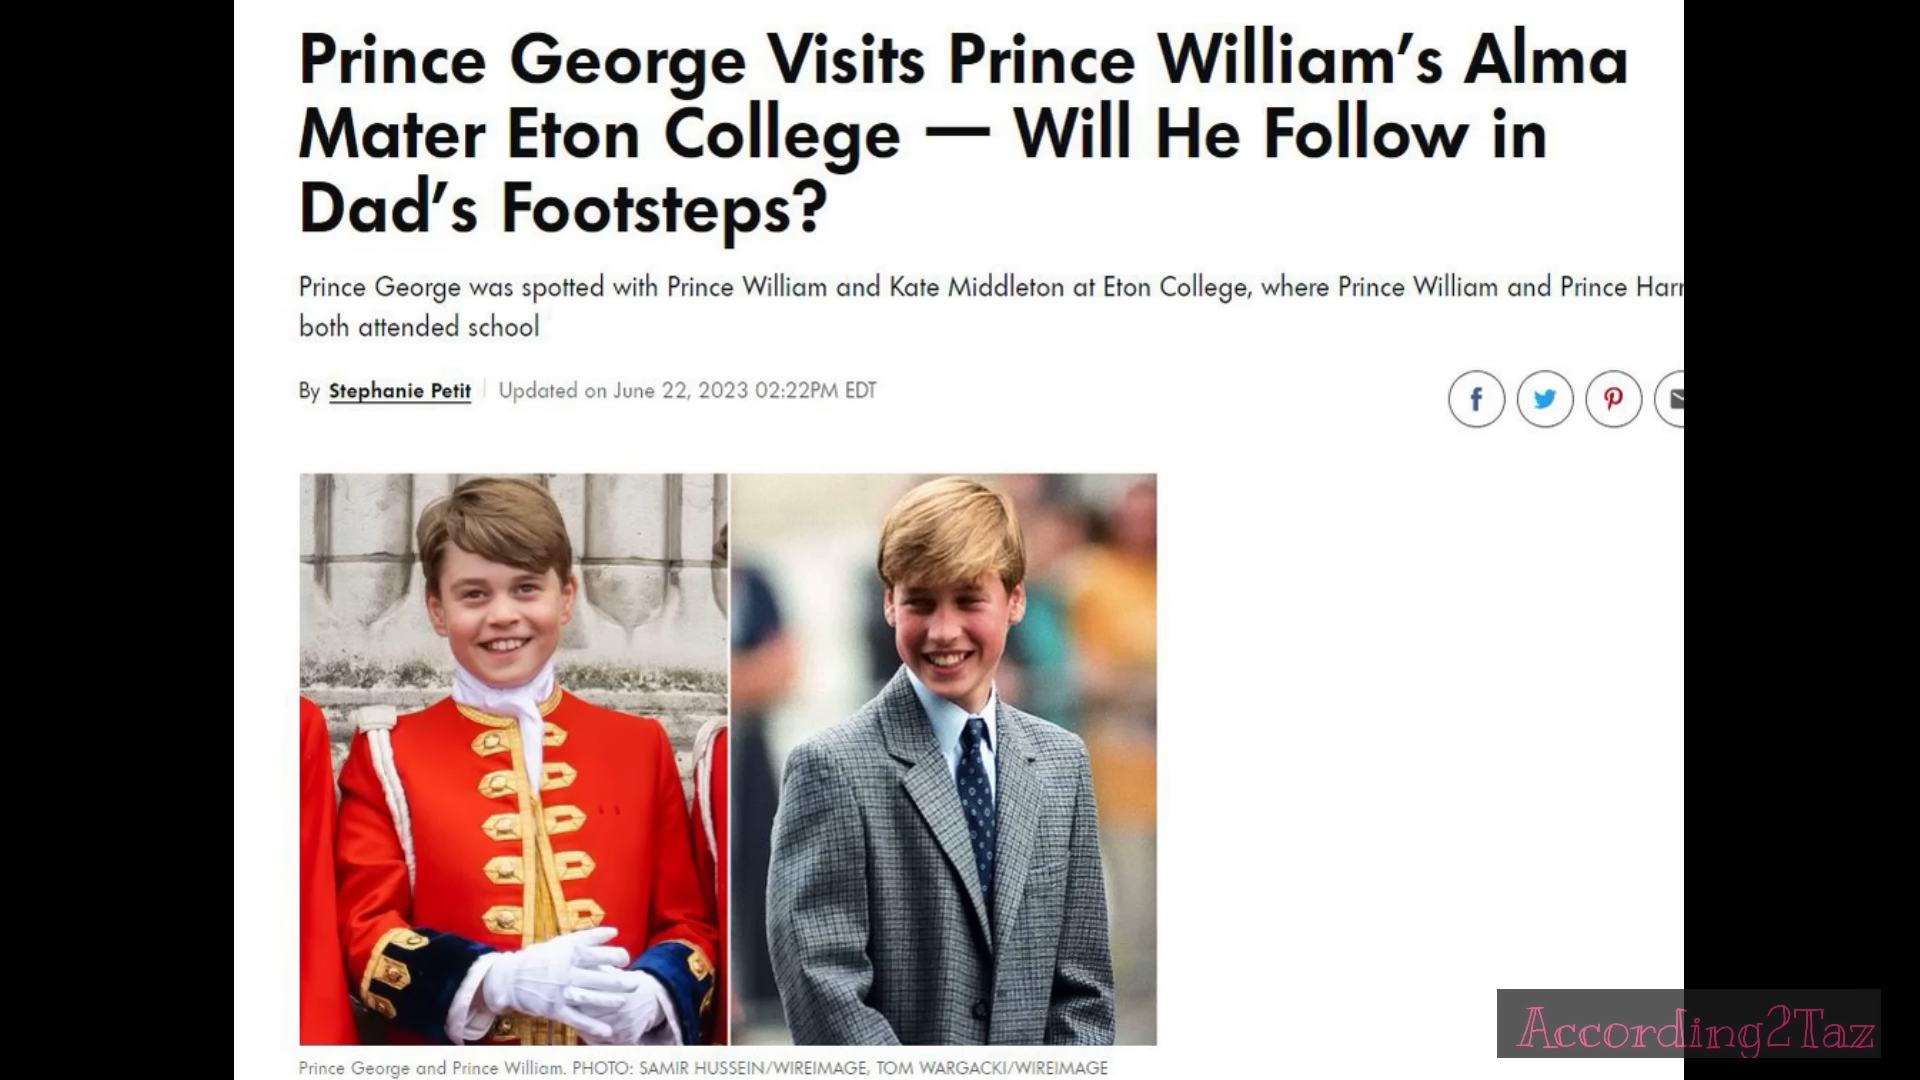 Prince George Visits Prince William's Alma
Mater Eton College — Will He Follow in
Dad's Footsteps?
Prince George was spotted with Prince William and Kate Middleton at Eton College, where Prince William and Prince Harr
both attended school
By Stephanie Petit | Updated on June 22, 2023 02:22PM EDT
Prince George and Prince William. PHOTO: SAMIR HUSSEIN/WIREIMAGE, TOM WARGACKI/WIREIMAGE
According2Taz